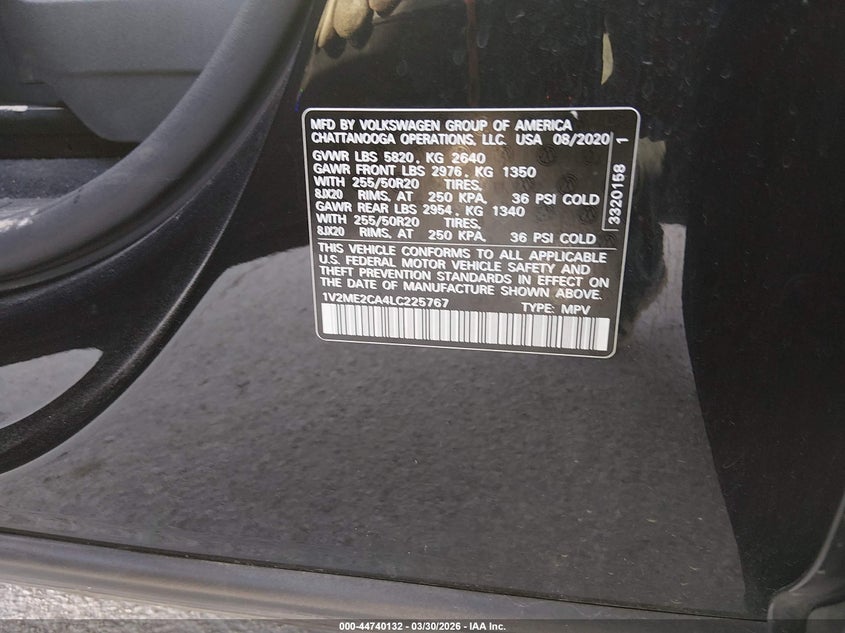 MFD BY VOLKSWAGEN GROUP OF AMERICA
CHATTANOOGA OPERATIONS, LLC. USA 08/2020 1
GVWR LBS 5820, KG 2640
GAWR FRONT LBS 2976, KG 1350
WITH 255/50R20 TIRES.
8JX20 RIMS. AT 250 KPA, 36 PSI COLD
GAWR REAR LBS 2954, KG 1340
WITH 255/50R20 TIRES.
8JX20 RIMS. AT 250 KPA, 36 PSI COLD
3320158
THIS VEHICLE CONFORMS TO ALL APPLICABLE
U.S. FEDERAL MOTOR VEHICLE SAFETY AND
THEFT PREVENTION STANDARDS IN EFFECT ON
THE DATE OF MANUFACTURE SHOWN ABOVE.
1V2ME2CA4LC225767 TYPE: MPV
000-44740132 - 03/30/2026 - IAA Inc.